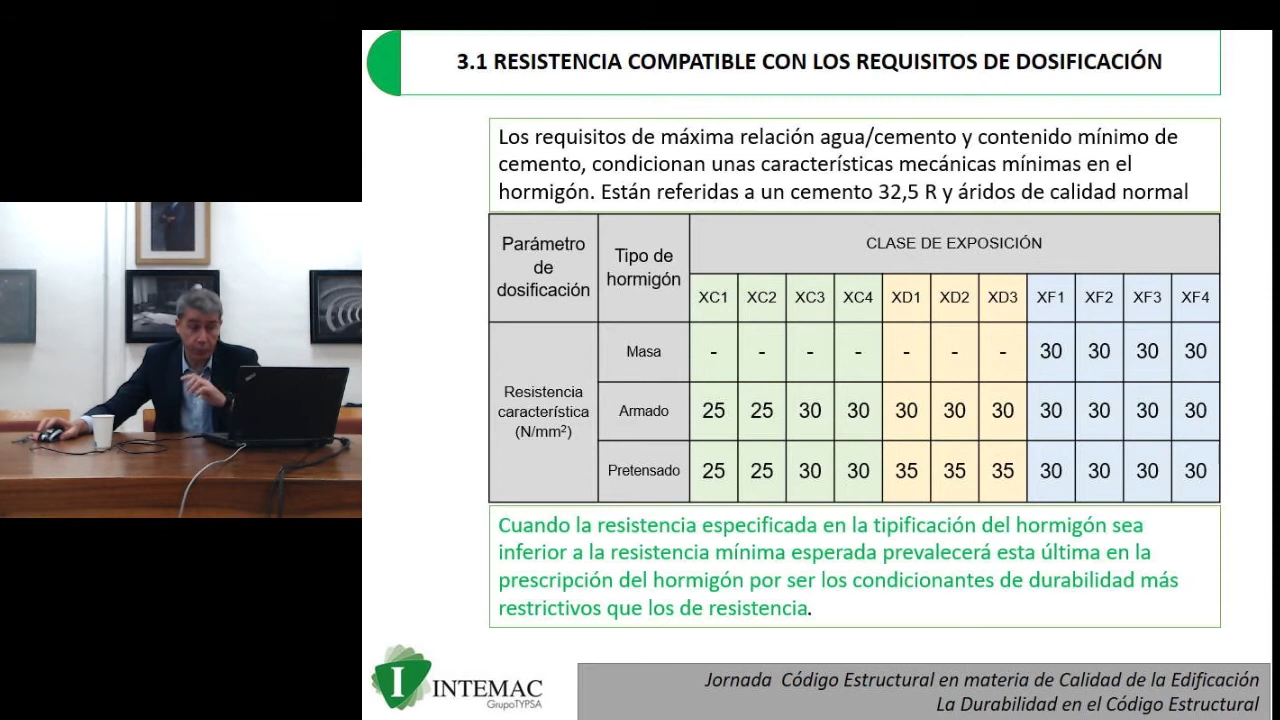 3.1 RESISTENCIA COMPATIBLE CON LOS REQUISITOS DE DOSIFICACIÓN
Los requisitos de máxima relación agua/cemento y contenido mínimo de
cemento, condicionan unas características mecánicas mínimas en el
hormigón. Están referidas a un cemento 32,5 R y áridos de calidad normal
Parámetro
de
dosificación
Tipo de
hormigón
CLASE DE EXPOSICIÓN
XC1 XC2 XC3 XC4 XD1 XD2 XD3 XF1 XF2 XF3 XF4
Resistencia
característica
(N/mm²)
Masa - - - - - - - 30 30 30 30
Armado 25 25 30 30 30 30 30 30 30 30 30
Pretensado 25 25 30 30 35 35 35 30 30 30 30
Cuando la resistencia especificada en la tipificación del hormigón sea
inferior a la resistencia mínima esperada prevalecerá esta última en la
prescripción del hormigón por ser los condicionantes de durabilidad más
restrictivos que los de resistencia.
I INTEMAC
GrupoTYPSA
Jornada Código Estructural en materia de Calidad de la Edificación
La Durabilidad en el Código Estructural